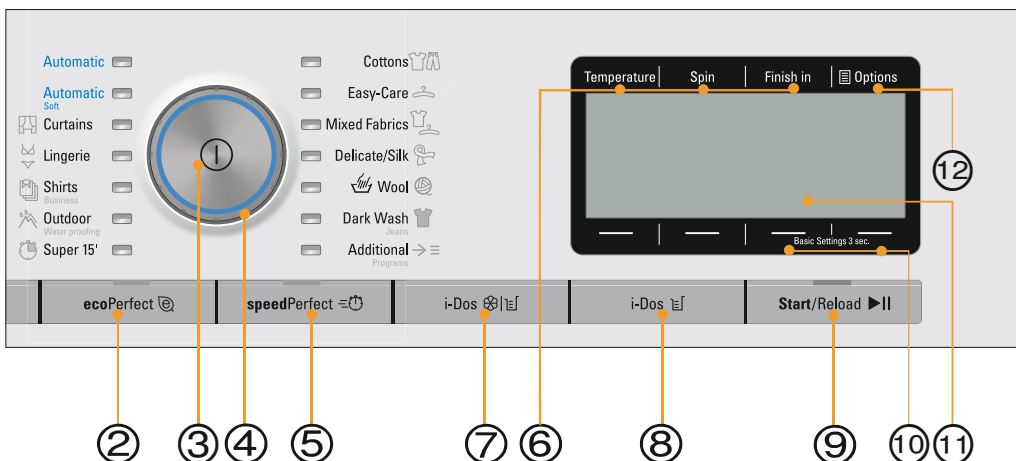 Automatic
Automatic
Soft
Curtains
Lingerie
Shirts
Business
Outdoor
Water proofing
Super 15'
Cottons
Easy-Care
Mixed Fabrics
Delicate/Silk
Wool
Dark Wash
Jeans
Additional
Programs
Temperature Spin Finish in Options
Basic Settings 3 sec.
⑫
ecoPerfect speedPerfect i-Dos i-Dos Start/Reload
② ③ ④ ⑤ ⑦ ⑥ ⑧ ⑨ ⑩ ⑪